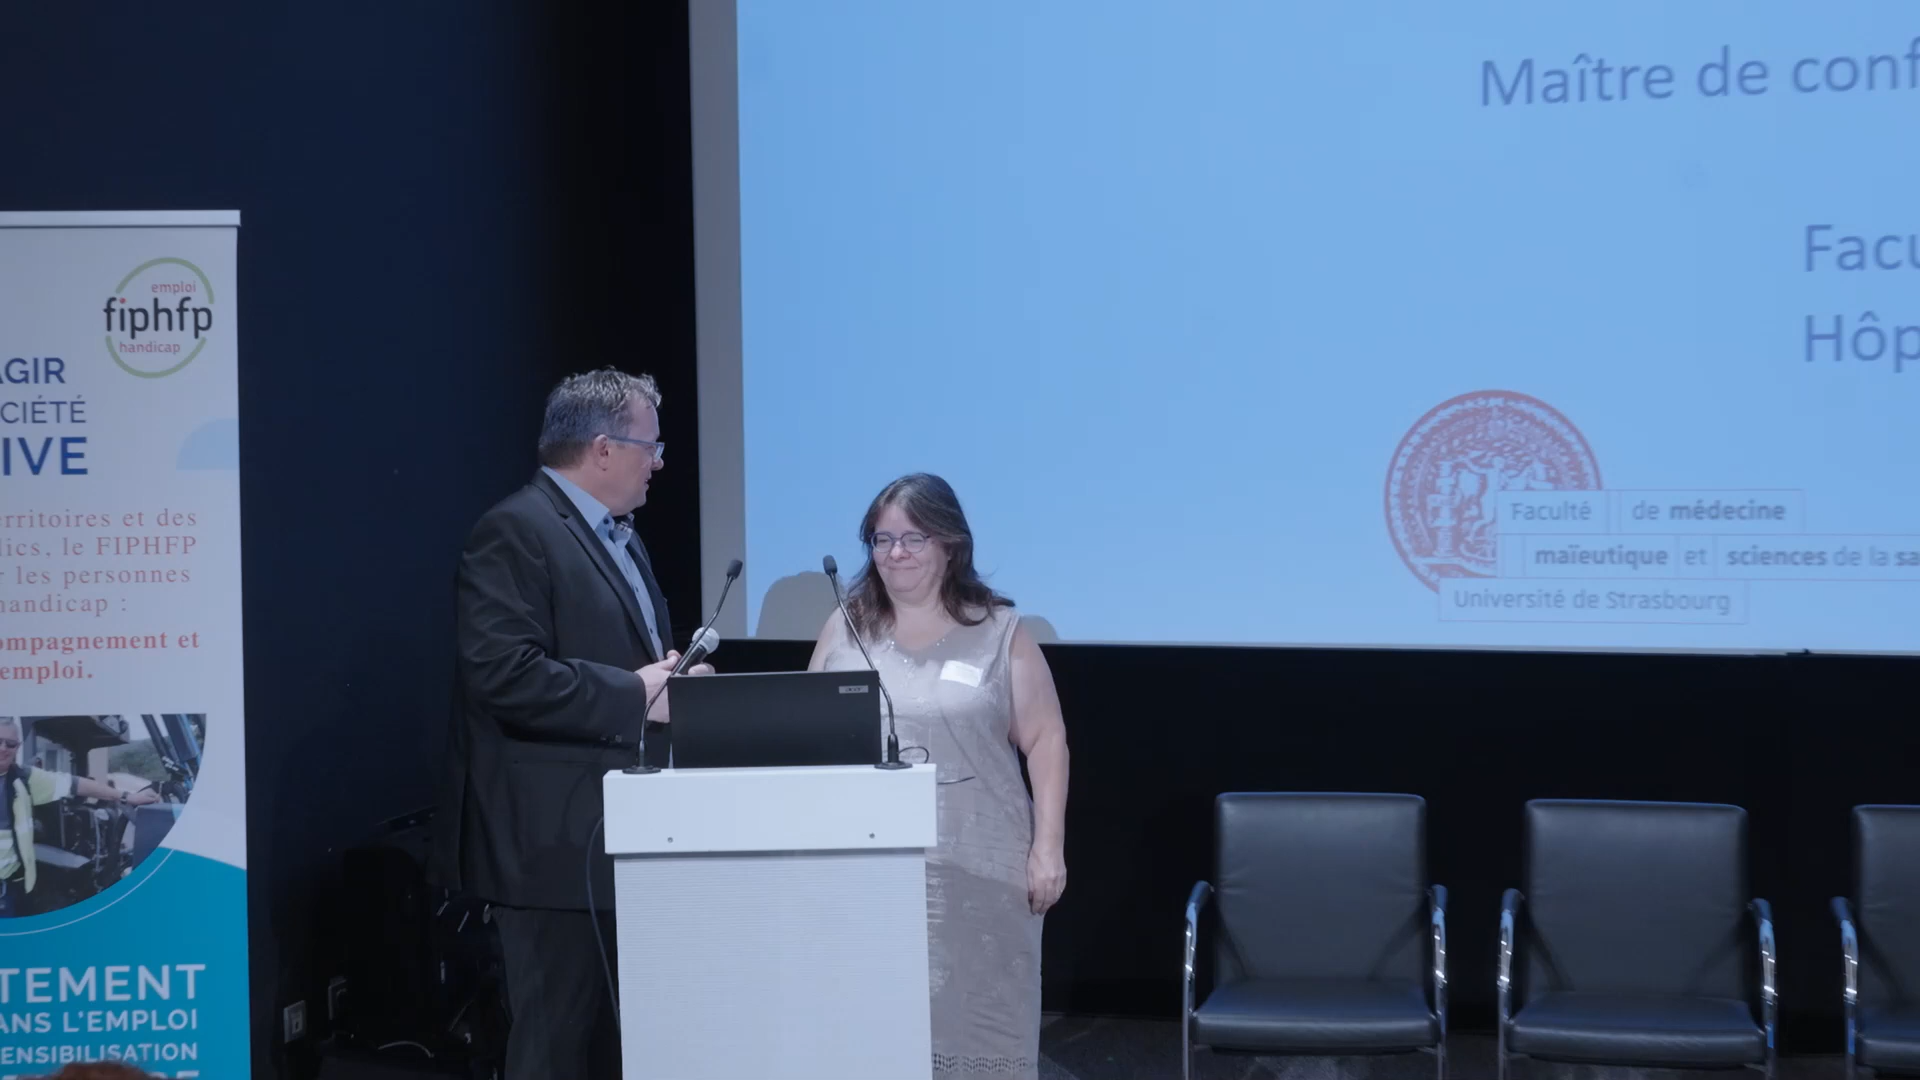 emploi
fiphfp
handicap
AGIR
CIÉTÉ
IVE
erritoires et des
lics, le FIPHFP
r les personnes
handicap :
ompagnement et
emploi.
TEMENT
ANS L'EMPLOI
ENSIBILISATION
Maître de conf
Facu
Hôp
Faculté de médecine
maïeutique et sciences de la sa
Université de Strasbourg
acer